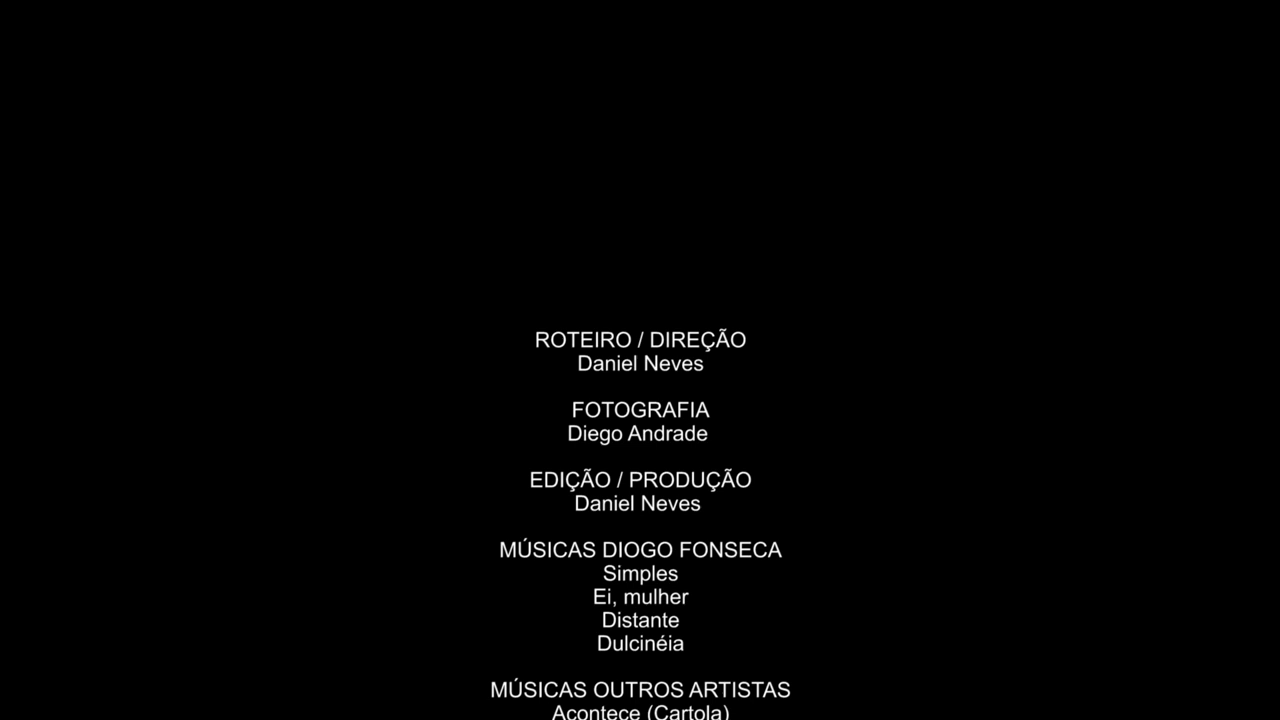 ROTEIRO / DIREÇÃO
Daniel Neves
FOTOGRAFIA
Diego Andrade
EDIÇÃO / PRODUÇÃO
Daniel Neves
MÚSICAS DIOGO FONSECA
Simples
Ei, mulher
Distante
Dulcinéia
MÚSICAS OUTROS ARTISTAS
Acontece (Cartola)